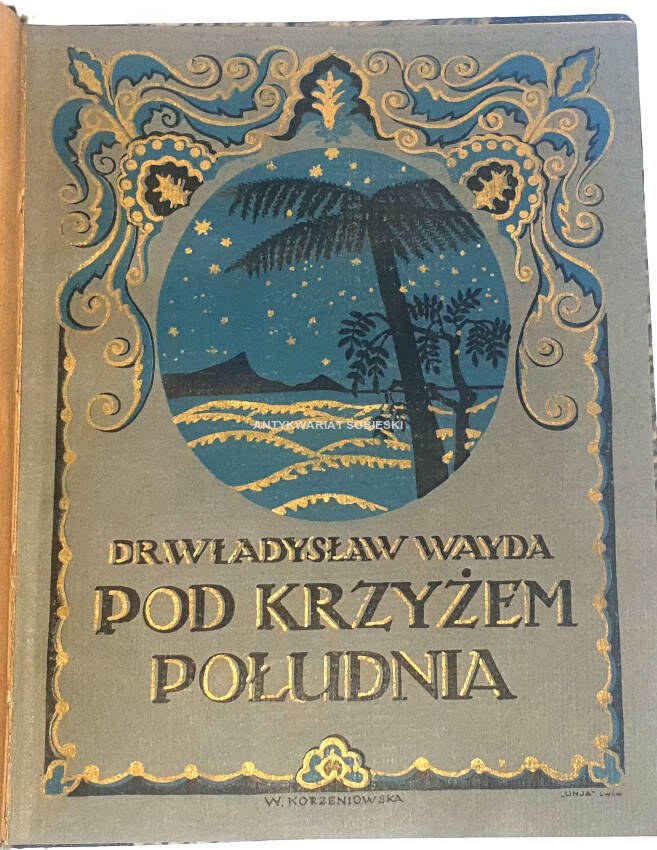 ANTYKWARIAT SOBIESKI
DR WŁADYSŁAW WAYDA
POD KRZYŻEM
POŁUDNIA
W. KORZENIOWSKA
„UNJA" LWÓW